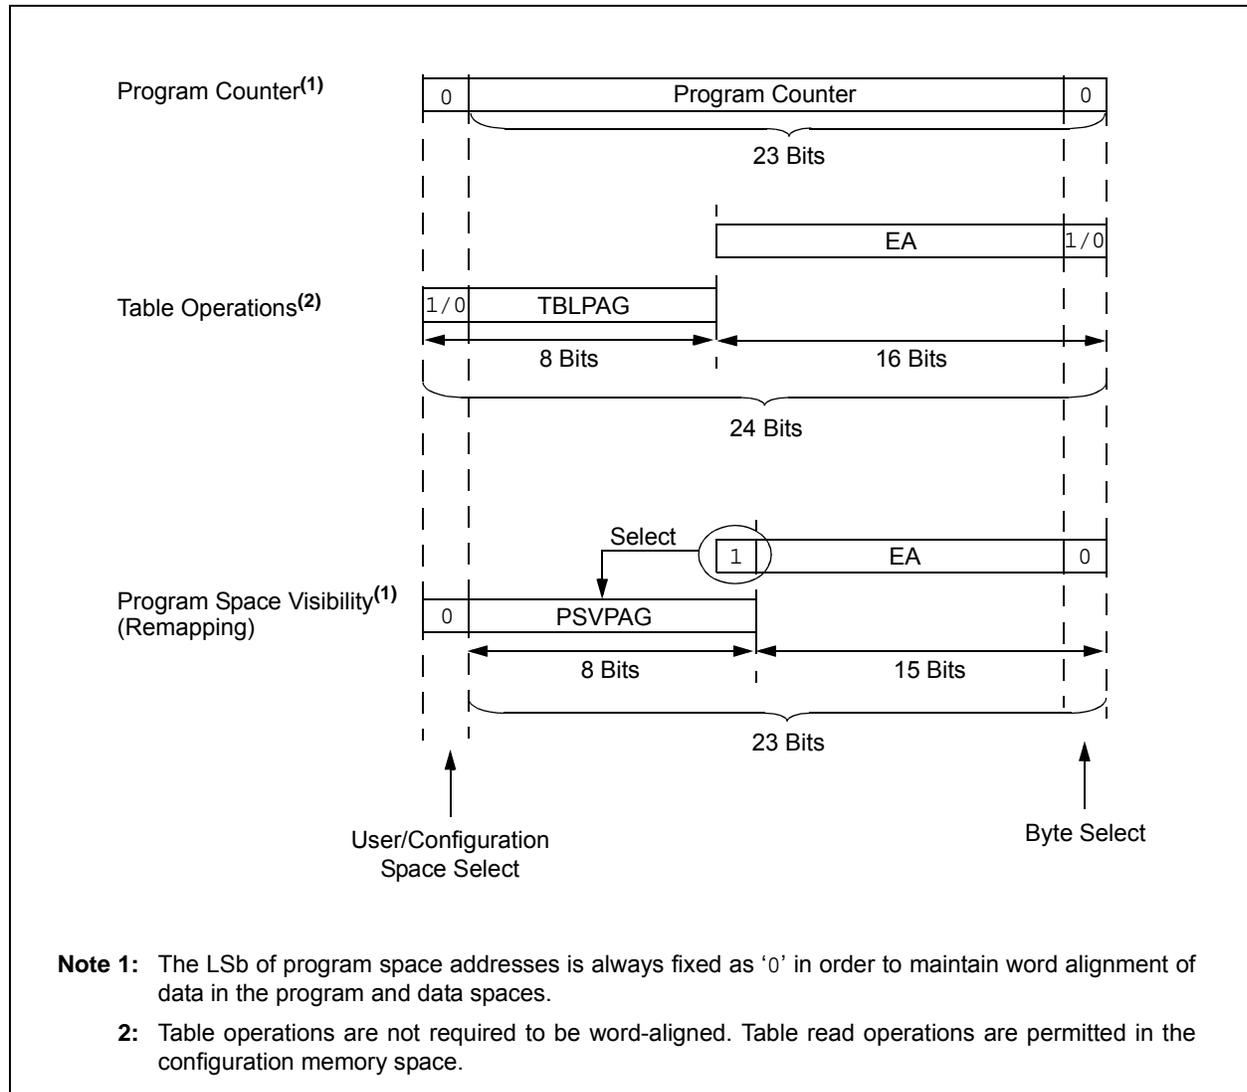 Program Counter(1)
0 Program Counter 0
23 Bits
EA 1/0
Table Operations(2)
1/0 TBLPAG
8 Bits 16 Bits
24 Bits
Select
1 EA 0
Program Space Visibility(1)
(Remapping)
0 PSVPAG
8 Bits 15 Bits
23 Bits
User/Configuration
Space Select
Byte Select
Note 1: The LSb of program space addresses is always fixed as ‘0’ in order to maintain word alignment of
data in the program and data spaces.
2: Table operations are not required to be word-aligned. Table read operations are permitted in the
configuration memory space.